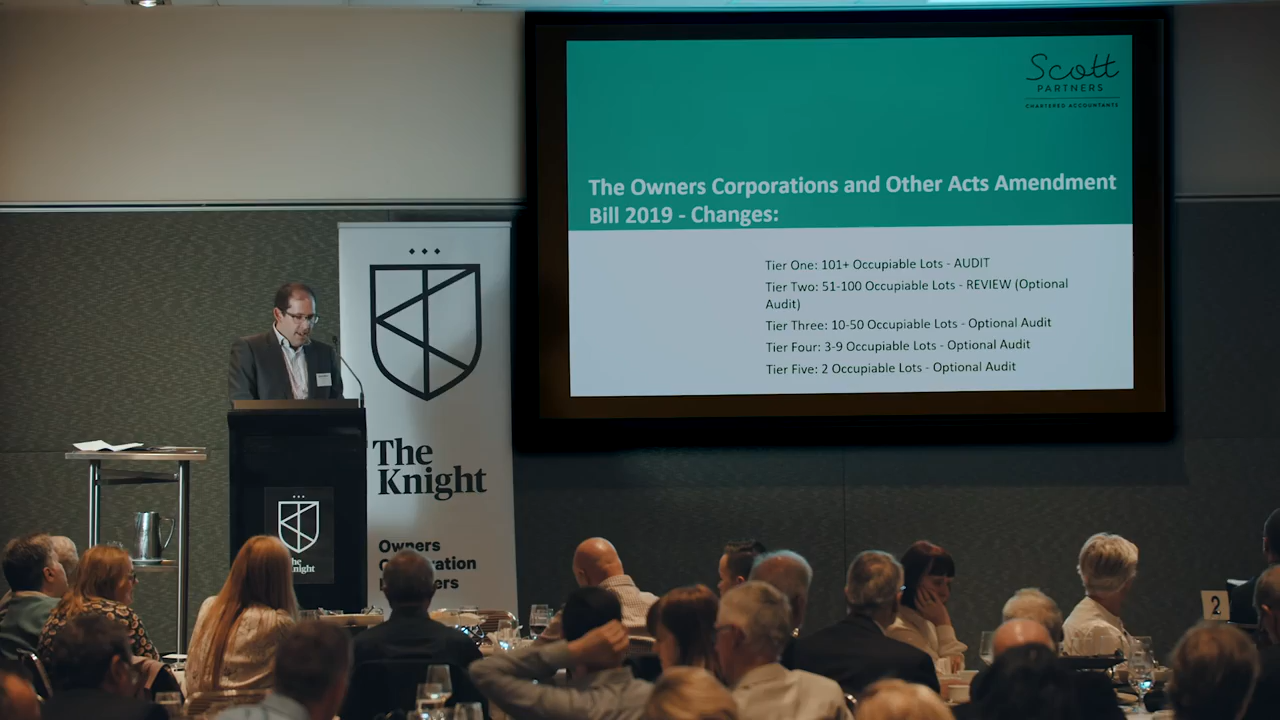 Scott
PARTNERS
CHARTERED ACCOUNTANTS
The Owners Corporations and Other Acts Amendment
Bill 2019 - Changes:
Tier One: 101+ Occupiable Lots - AUDIT
Tier Two: 51-100 Occupiable Lots - REVIEW (Optional
Audit)
Tier Three: 10-50 Occupiable Lots - Optional Audit
Tier Four: 3-9 Occupiable Lots - Optional Audit
Tier Five: 2 Occupiable Lots - Optional Audit
The
Knight
Owners
Knight
2